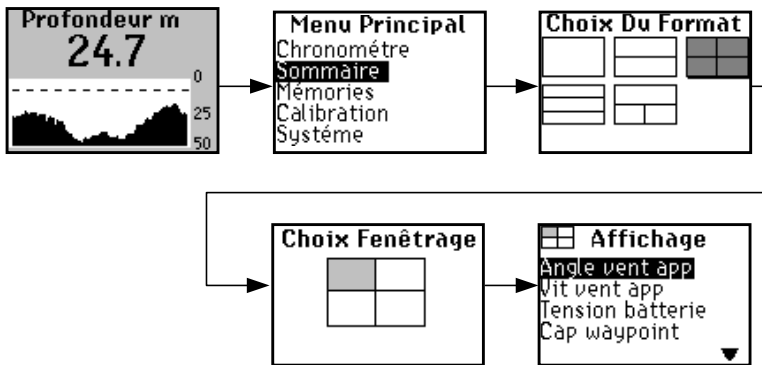 Profondeur m
24.7
0
25
50
Menu Principal
Chronométre
Sommaire
Mémories
Calibration
Systéme
Choix Du Format
Choix Fenêtrage
Affichage
Angle vent app
Vit vent app
Tension batterie
Cap waypoint